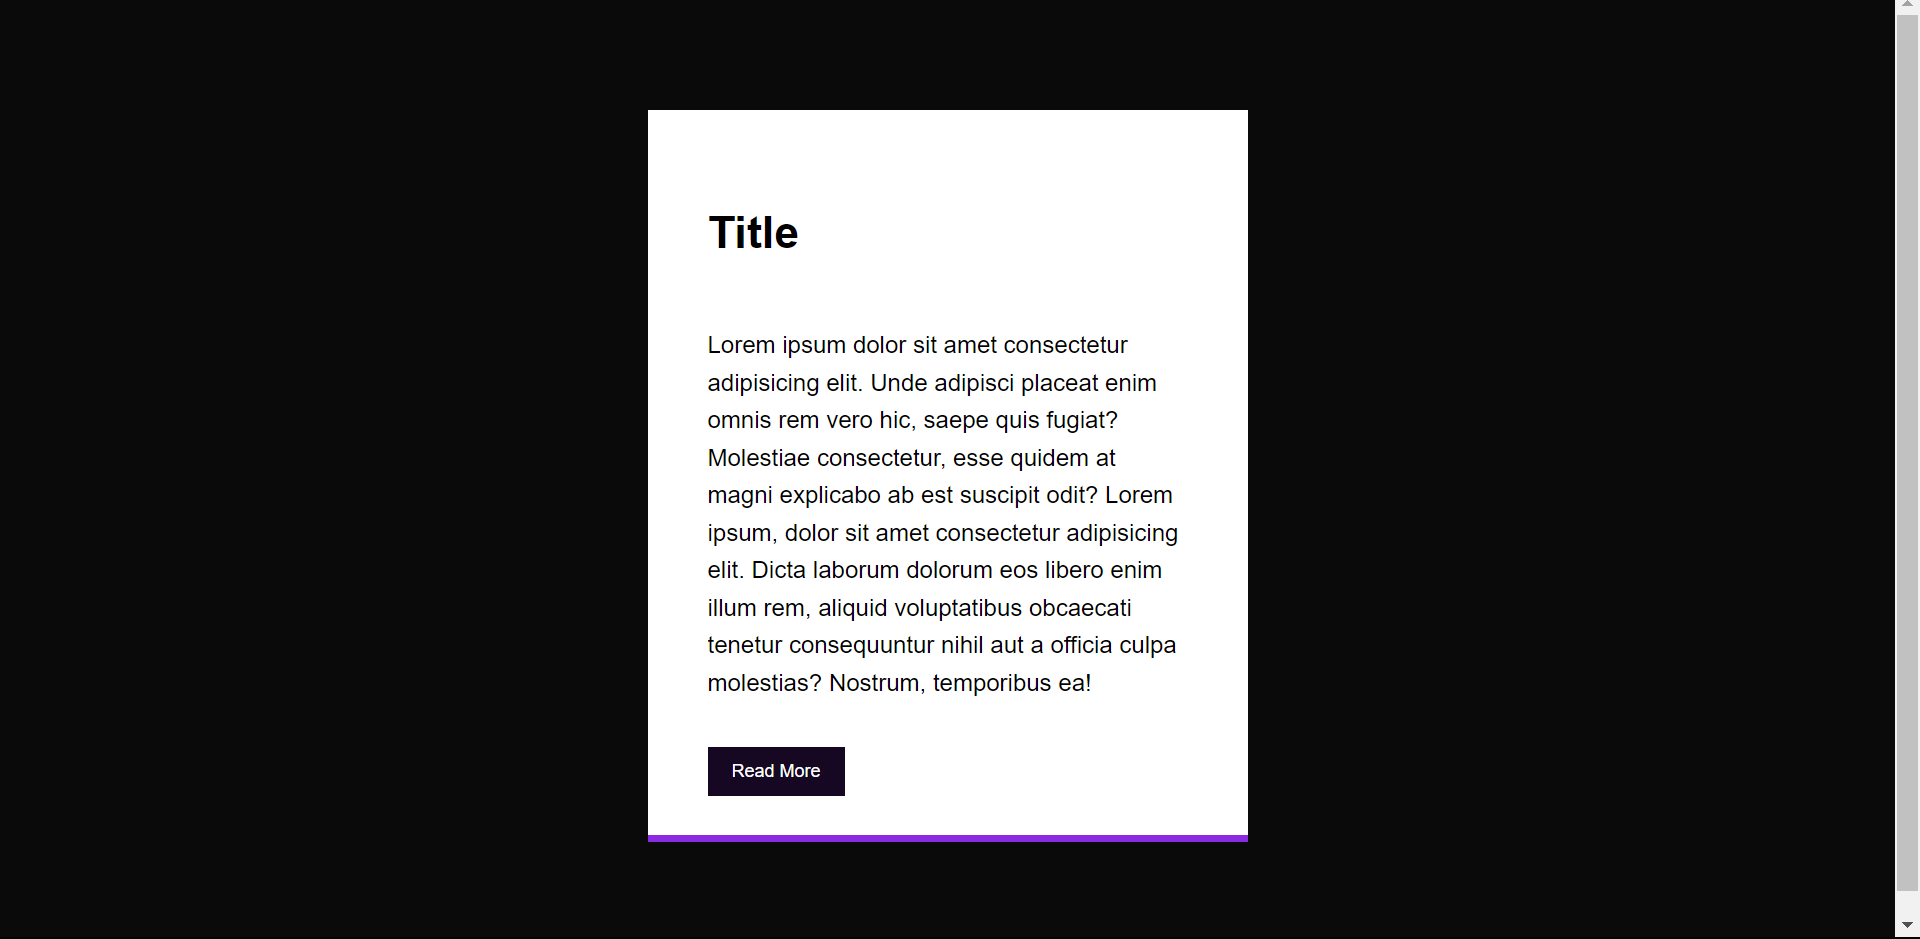 Title
Lorem ipsum dolor sit amet consectetur
adipisicing elit. Unde adipisci placeat enim
omnis rem vero hic, saepe quis fugiat?
Molestiae consectetur, esse quidem at
magni explicabo ab est suscipit odit? Lorem
ipsum, dolor sit amet consectetur adipisicing
elit. Dicta laborum dolorum eos libero enim
illum rem, aliquid voluptatibus obcaecati
tenetur consequuntur nihil aut a officia culpa
molestias? Nostrum, temporibus ea!
Read More